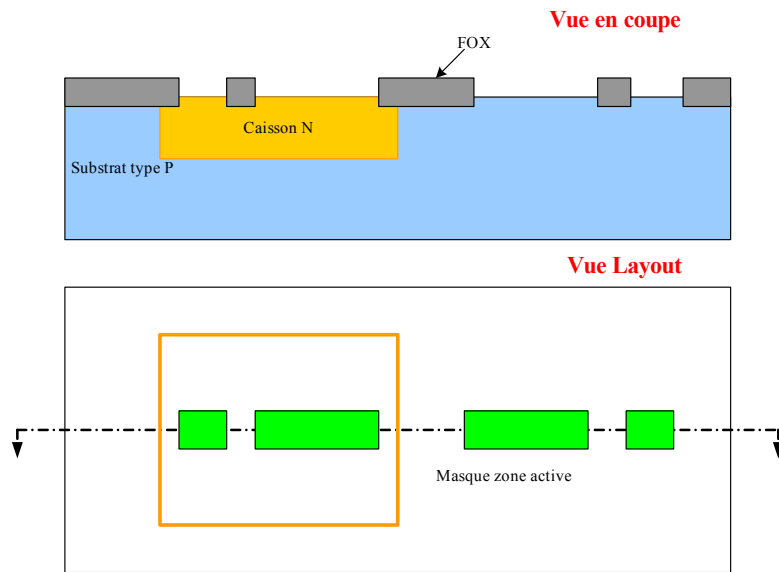 Vue en coupe
FOX
Caisson N
Substrat type P
Vue Layout
Masque zone active